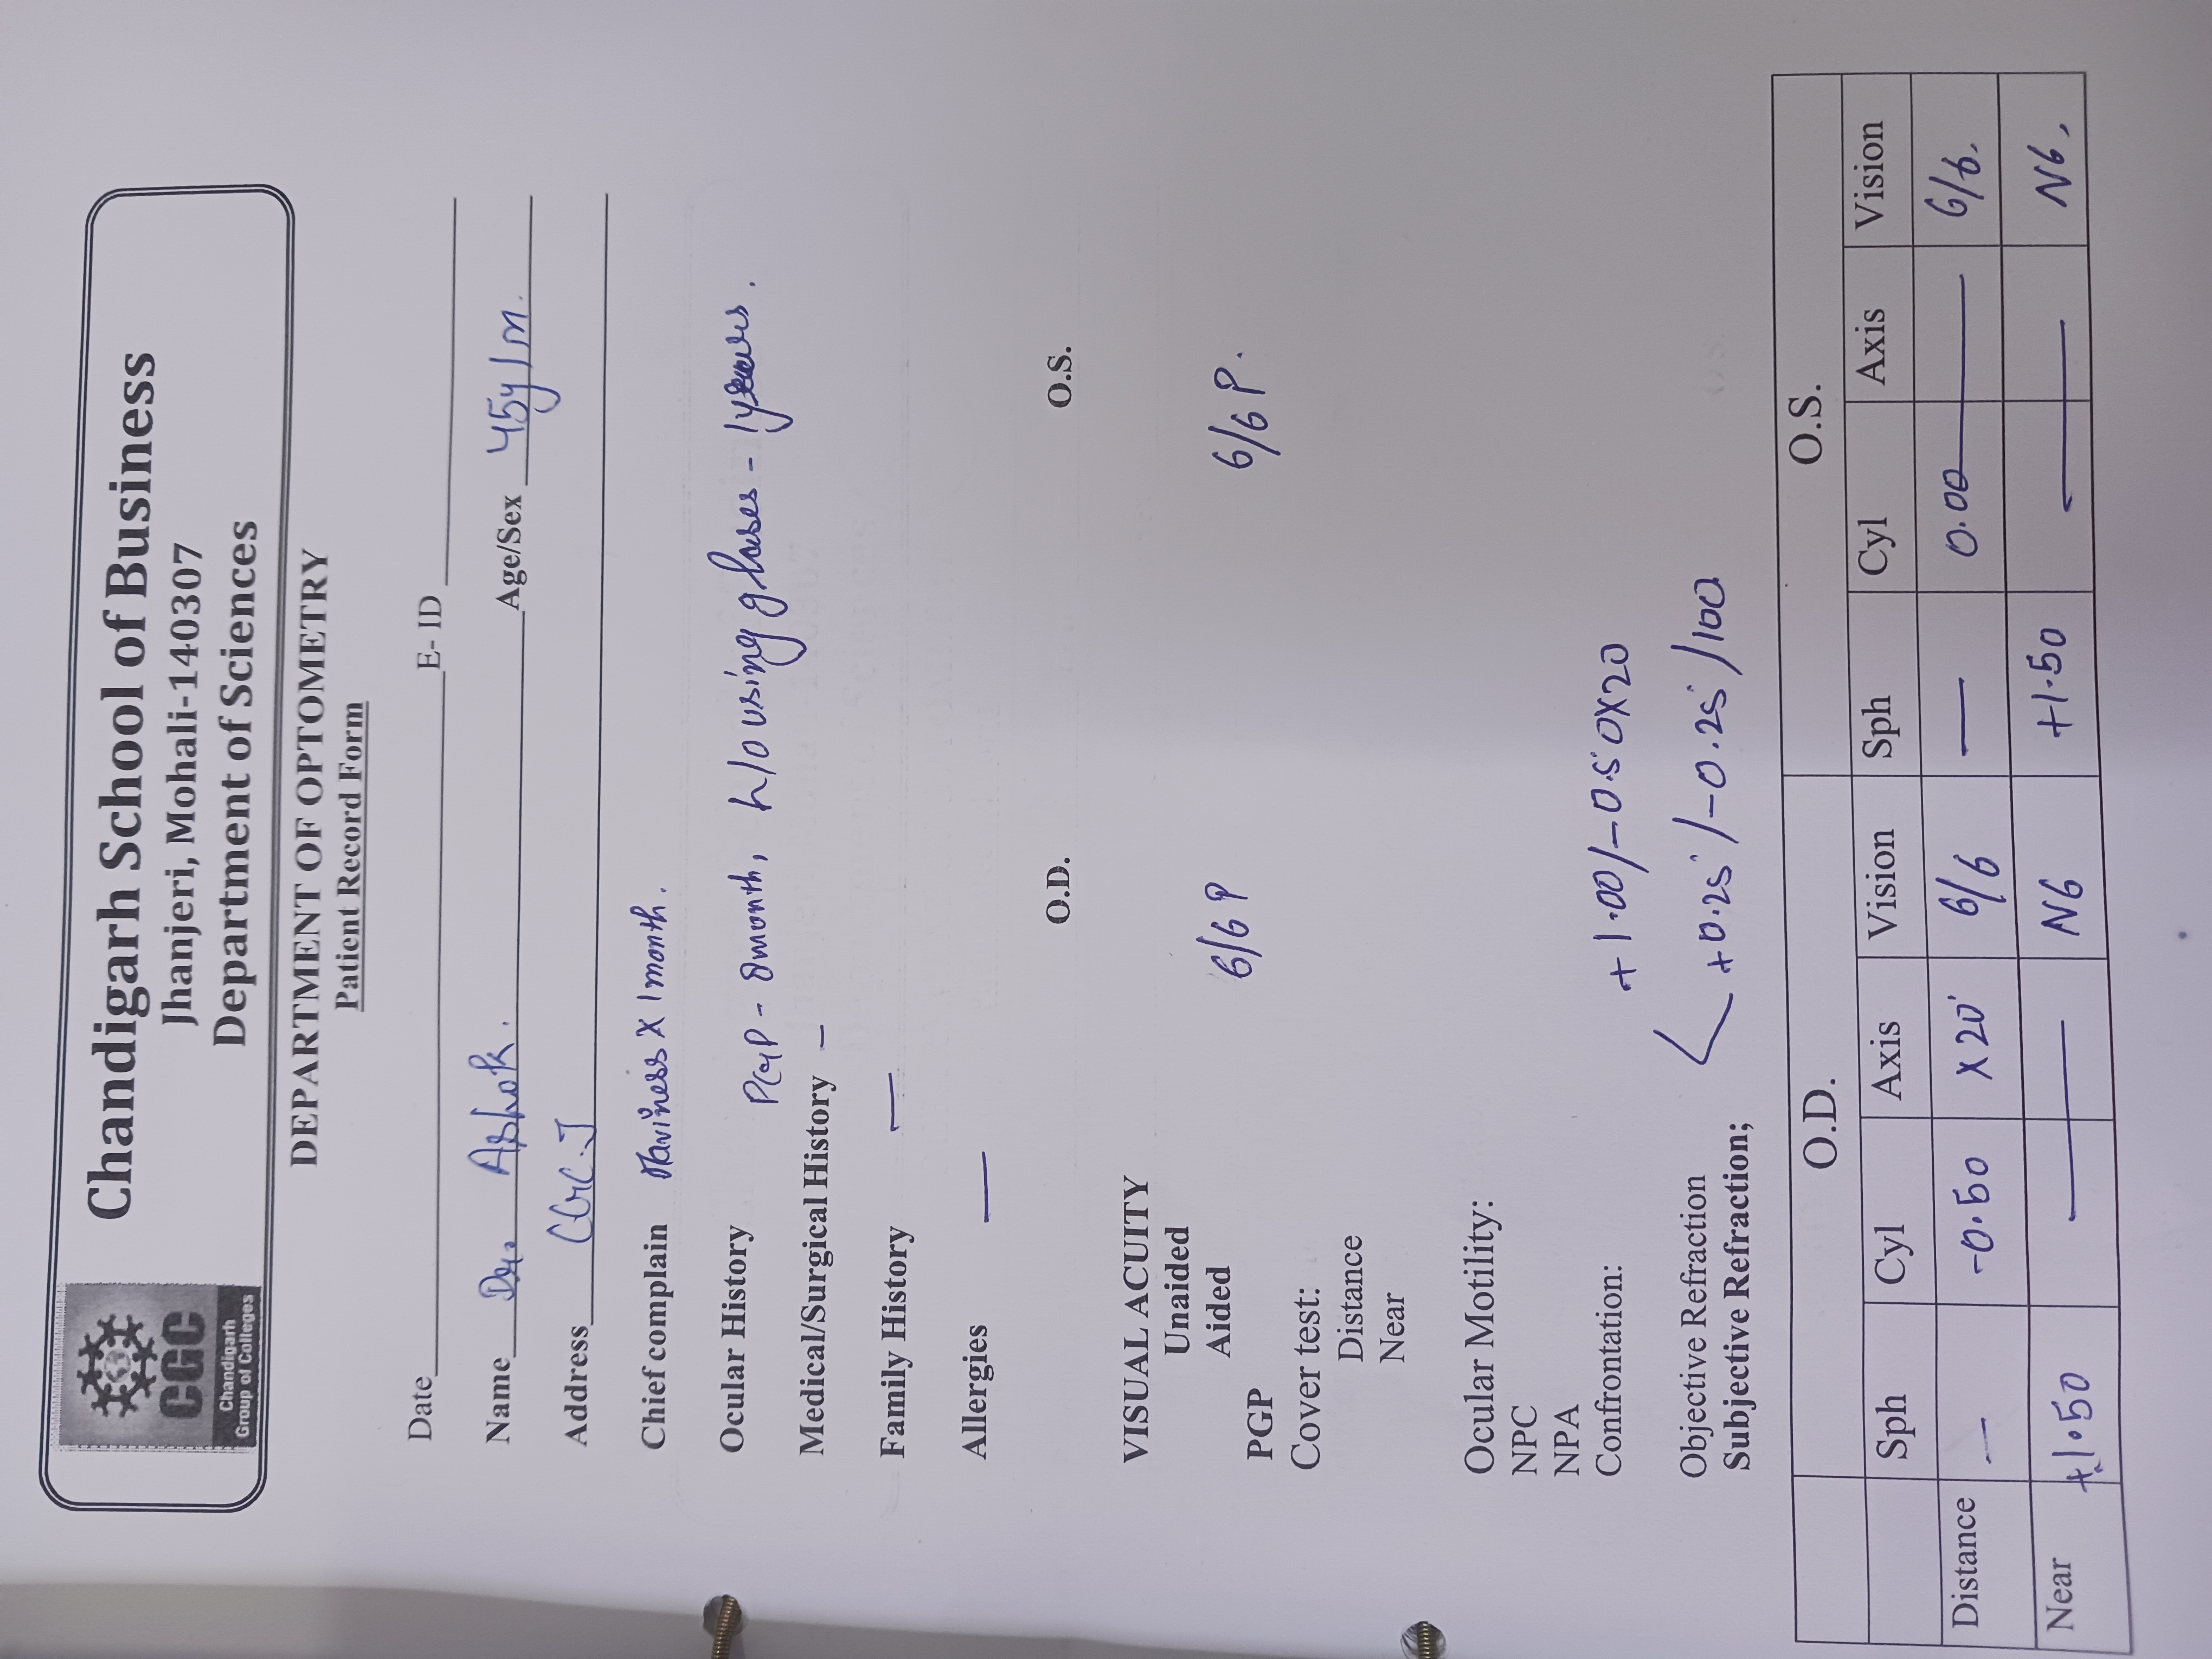 CGC
Chandigarh
Group of Colleges
Chandigarh School of Business
Jhanjeri, Mohali-140307
Department of Sciences
DEPARTMENT OF OPTOMETRY
Patient Record Form
Date E- ID
Name Dr. Ashok. Age/Sex 45y/m.
Address CGC.J
Chief complain Haviness X 1 month.
Ocular History PGP - 8month, h/o using glases - 1years.
Medical/Surgical History -
Family History —
Allergies —
O.D. O.S.
VISUAL ACUITY
Unaided
Aided 6/6 P 6/6 P.
PGP
Cover test:
Distance
Near
Ocular Motility:
NPC
NPA
Confrontation:
+1.00/-0.50X20
Objective Refraction < +0.25/-0.25/100
Subjective Refraction;
O.D. O.S.
Sph Cyl Axis Vision Sph Cyl Axis Vision
Distance — -0.50 X20° 6/6 — 0.00 — 6/6.
Near +1.50 — N6 +1.50 — N6.